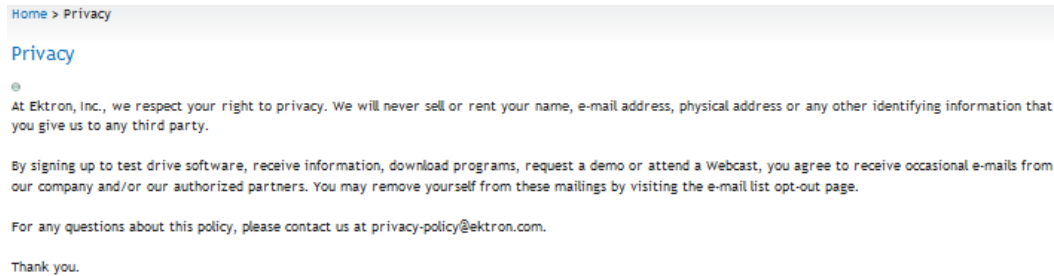 Home > Privacy
Privacy
At Ektron, Inc., we respect your right to privacy. We will never sell or rent your name, e-mail address, physical address or any other identifying information that
you give us to any third party.
By signing up to test drive software, receive information, download programs, request a demo or attend a Webcast, you agree to receive occasional e-mails from
our company and/or our authorized partners. You may remove yourself from these mailings by visiting the e-mail list opt-out page.
For any questions about this policy, please contact us at privacy-policy@ektron.com.
Thank you.